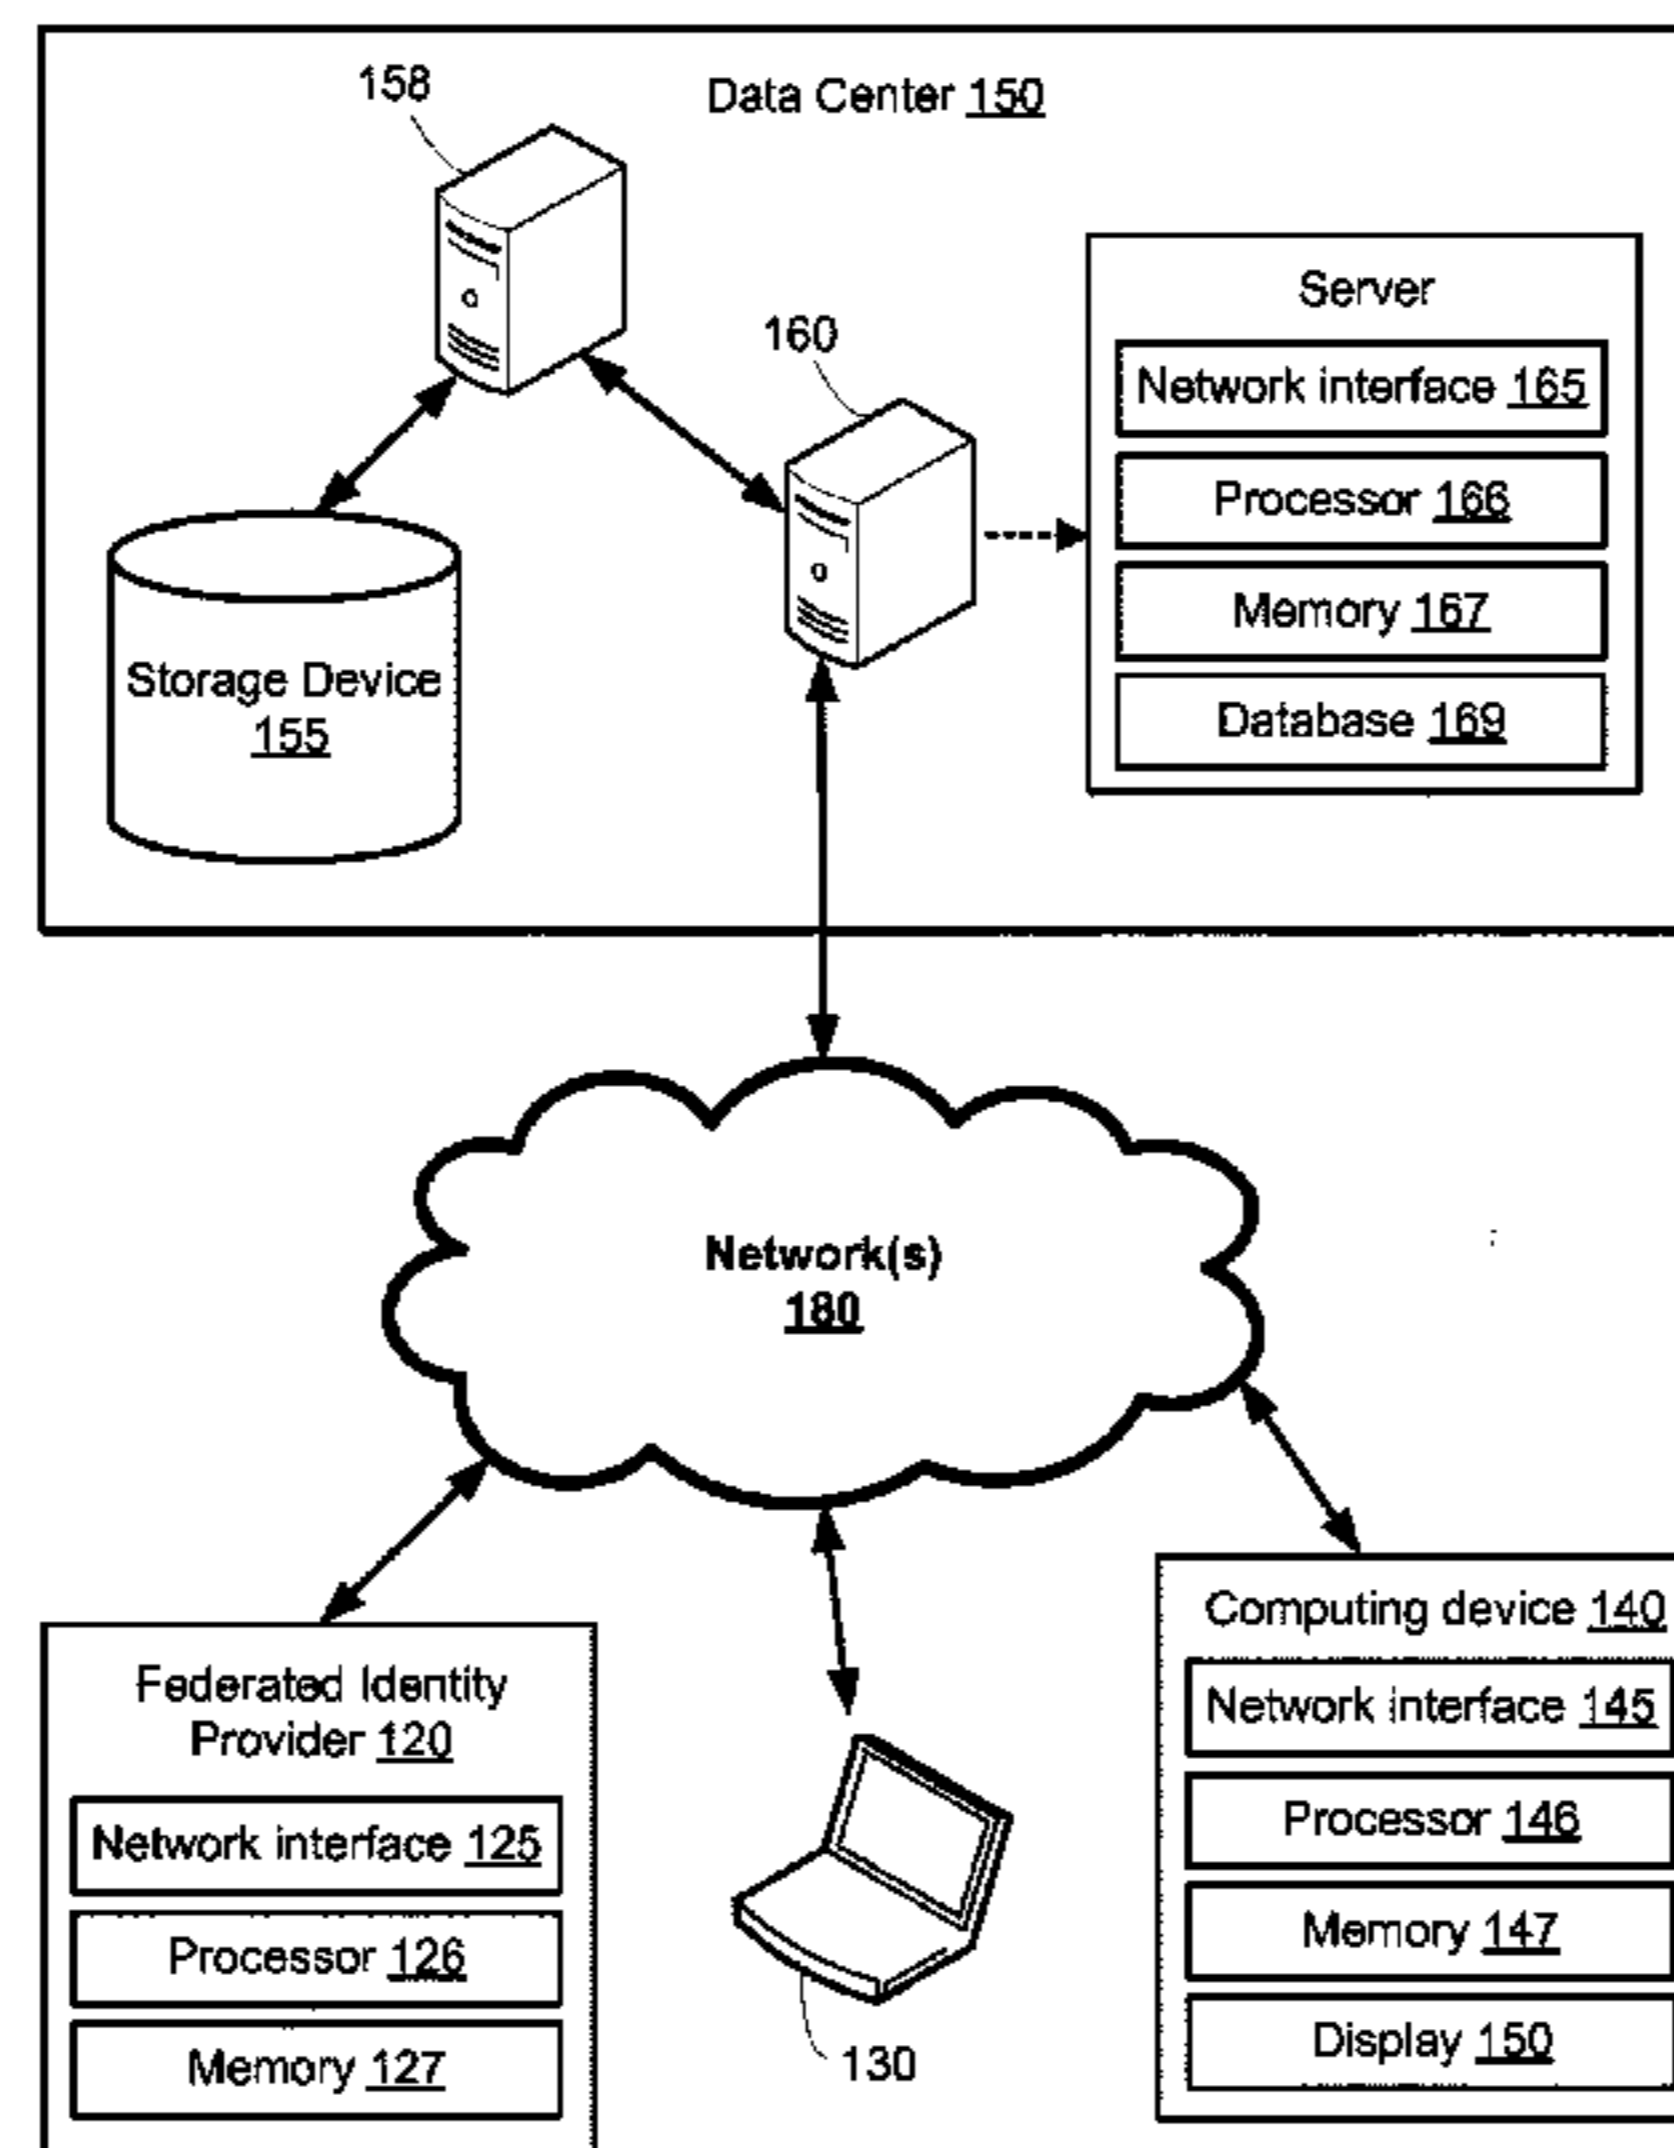 158
Data Center 150
Server
160
Network interface 165
Processor 166
Memory 167
Database 169
Storage Device
155
Network(s)
180
Federated Identity
Provider 120
Network interface 125
Processor 126
Memory 127
130
Computing device 140
Network interface 145
Processor 146
Memory 147
Display 150